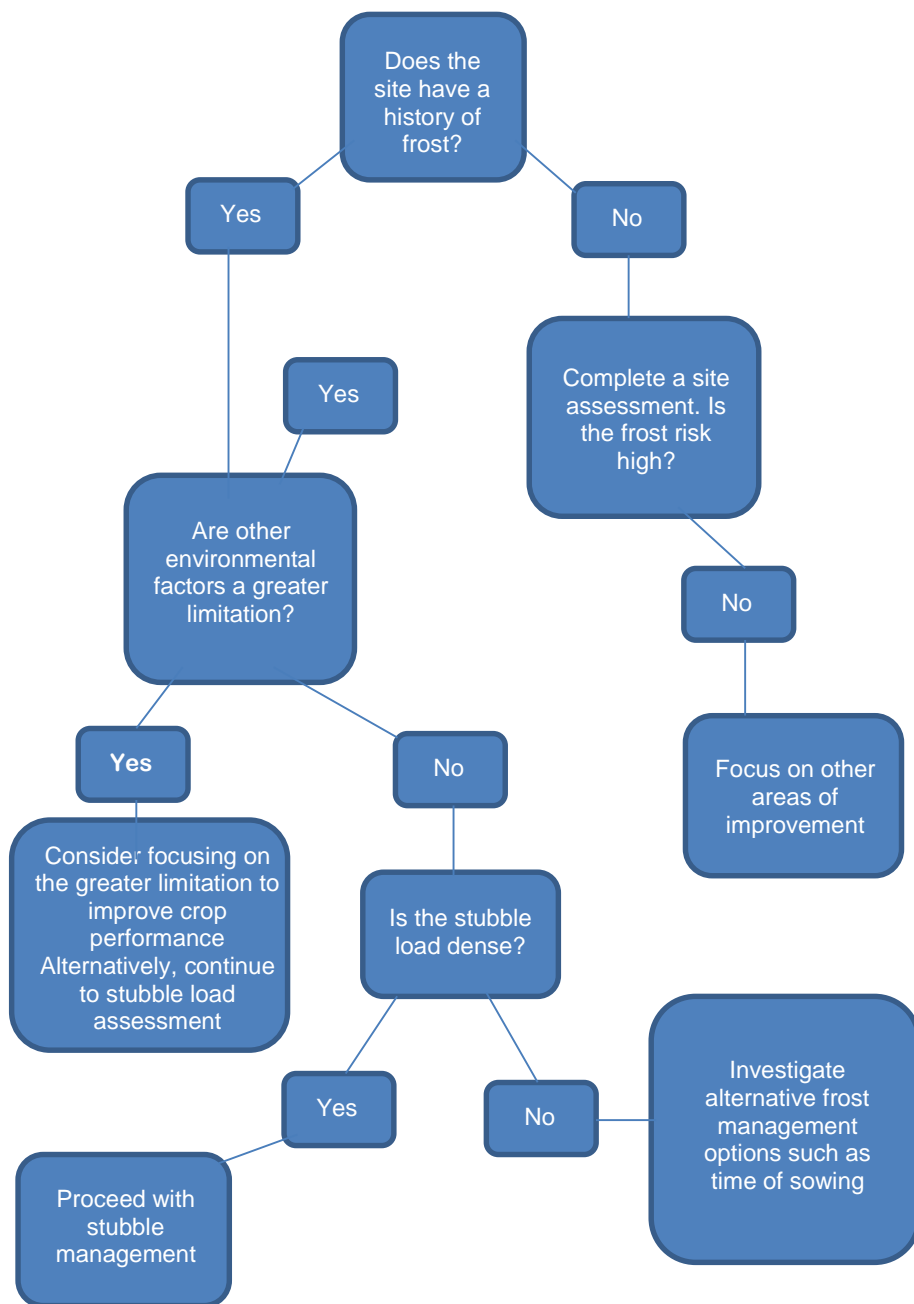 Does the
site have a
history of
frost?
Yes
No
Complete a site
assessment. Is
the frost risk
high?
Yes
Are other
environmental
factors a greater
limitation?
No
Yes
No
Focus on other
areas of
improvement
Consider focusing on
the greater limitation to
improve crop
performance
Alternatively, continue
to stubble load
assessment
Is the stubble
load dense?
Yes
No
Investigate
alternative frost
management
options such as
time of sowing
Proceed with
stubble
management